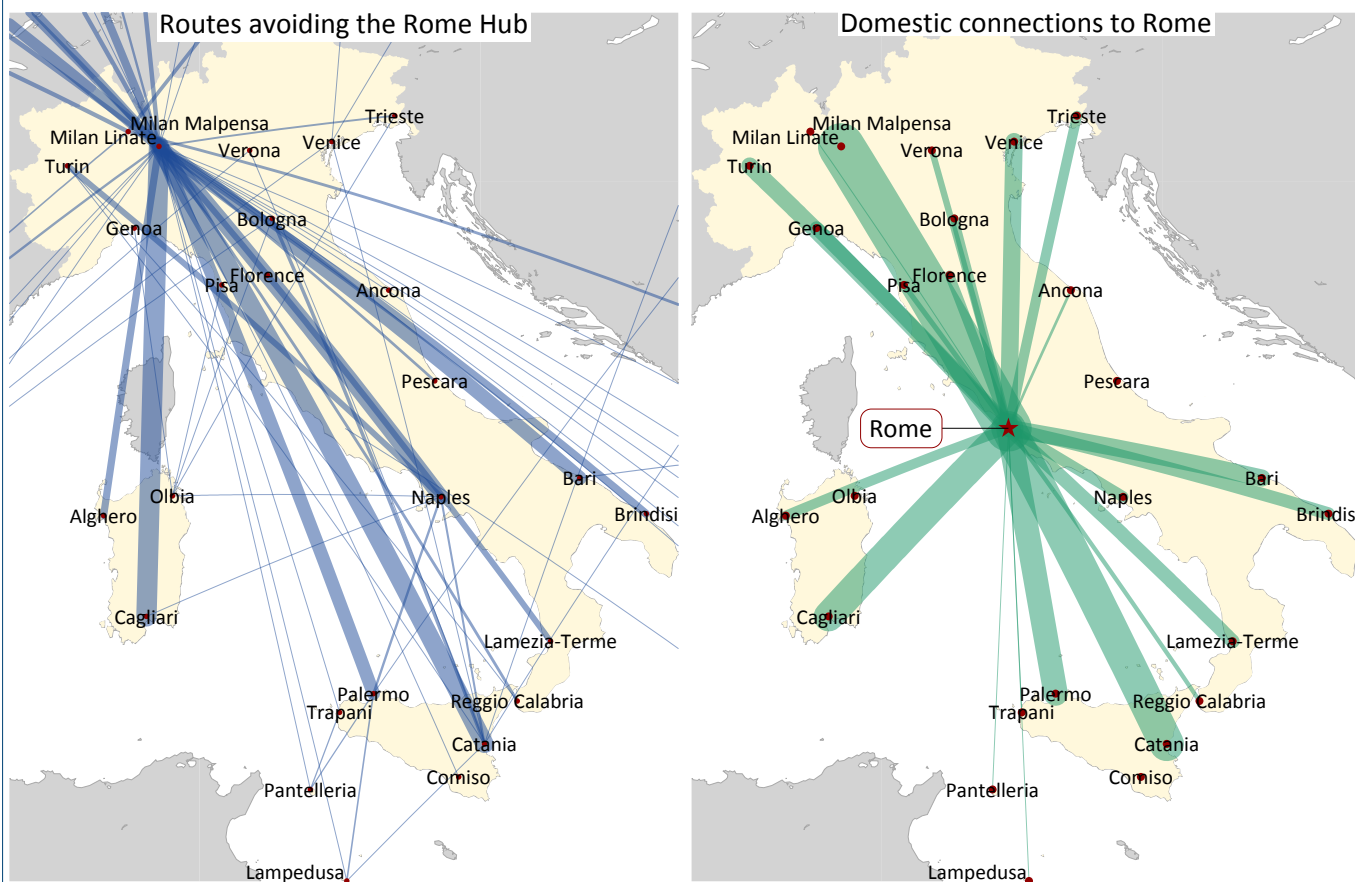 Routes avoiding the Rome Hub
Trieste
Milan Malpensa
Milan Linate
Venice
Verona
Turin
Bologna
Genoa
Florence
Pisa
Ancona
Pescara
Bari
Olbia
Naples
Alghero
Brindisi
Cagliari
Lamezia-Terme
Palermo
Reggio Calabria
Trapani
Catania
Comiso
Pantelleria
Lampedusa
Domestic connections to Rome
Trieste
Milan Malpensa
Milan Linate
Venice
Verona
Turin
Bologna
Genoa
Florence
Pisa
Ancona
Pescara
Rome
Bari
Olbia
Naples
Alghero
Brindis
Cagliari
Lamezia-Terme
Palermo
Reggio Calabria
Trapani
Catania
Comiso
Pantelleria
Lampedusa